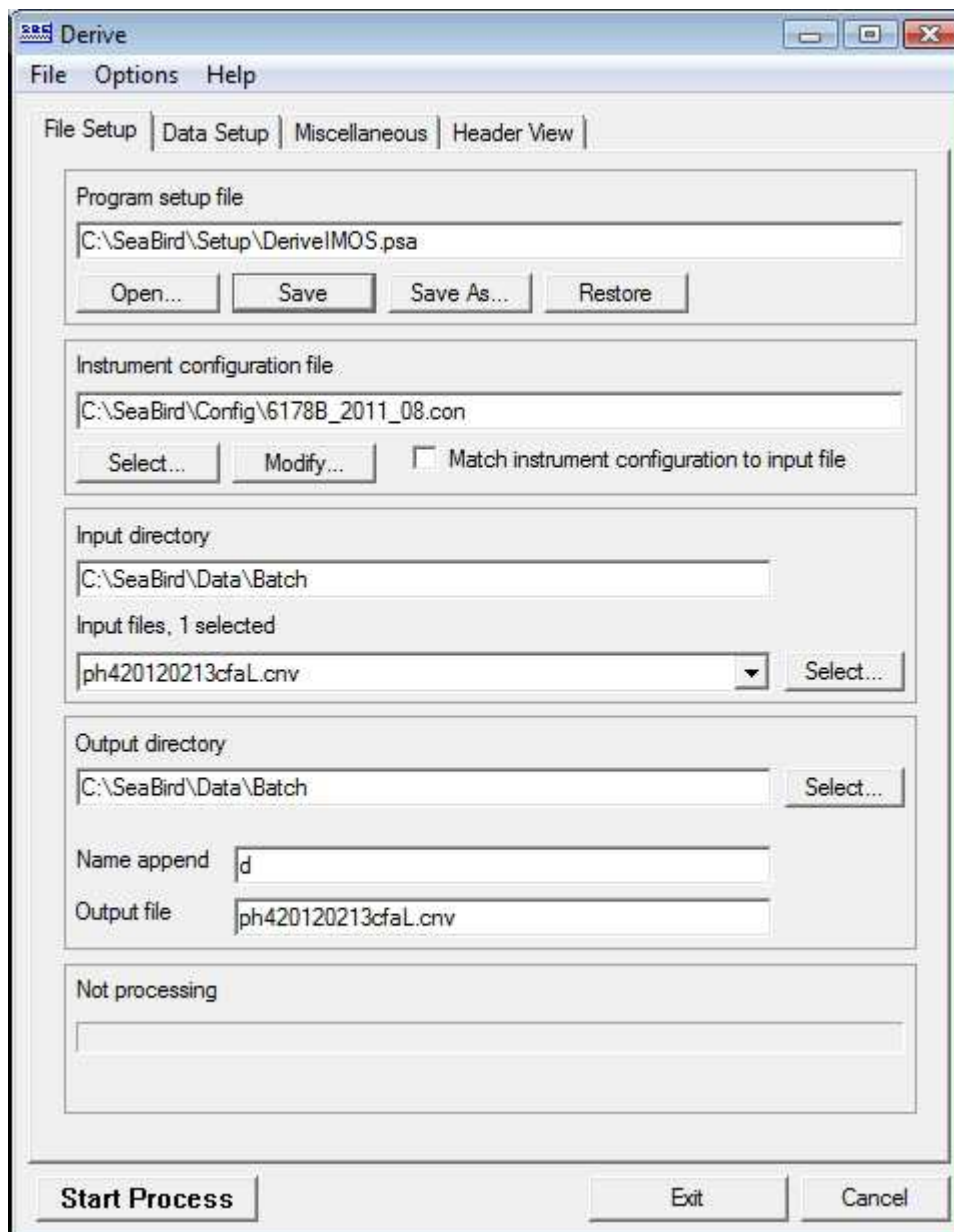 Derive
File Options Help
File Setup Data Setup Miscellaneous Header View
Program setup file
C:\SeaBird\Setup\DeriveIMOS.psa
Open... Save Save As... Restore
Instrument configuration file
C:\SeaBird\Config\6178B_2011_08.con
Select... Modify... Match instrument configuration to input file
Input directory
C:\SeaBird\Data\Batch
Input files, 1 selected
ph420120213cfaL.cnv Select...
Output directory
C:\SeaBird\Data\Batch Select...
Name append d
Output file ph420120213cfaL.cnv
Not processing
Start Process Exit Cancel